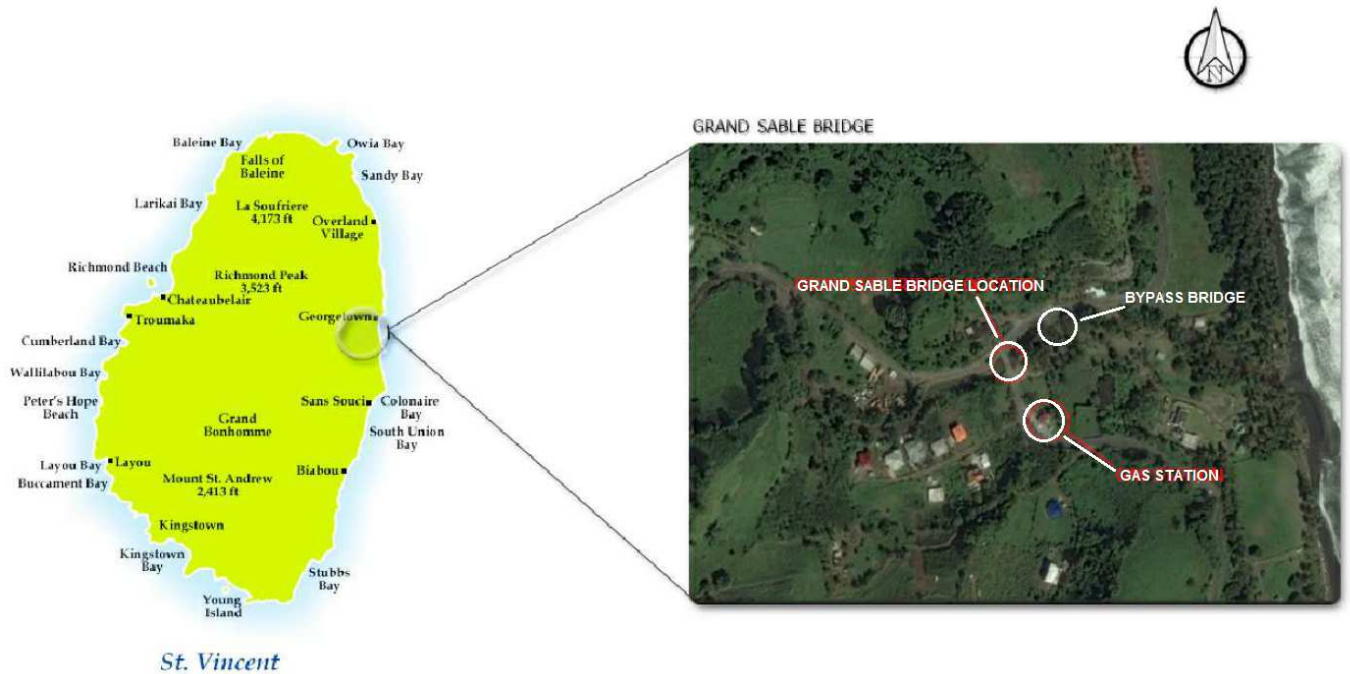 N
GRAND SABLE BRIDGE
Baleine Bay
Owia Bay
Falls of
Baleine
Sandy Bay
Larikai Bay
La Soufriere
4,173 ft
Overland
Village
Richmond Beach
Richmond Peak
3,523 ft
Chateaubelair
Georgetown
Troumaka
Cumberland Bay
Wallilabou Bay
Peter's Hope
Beach
Sans Souci
Colonaire
Bay
Grand
Bonhomme
South Union
Bay
Layou Bay
Layou
Biabou
Buccament Bay
Mount St. Andrew
2,413 ft
Kingstown
Kingstown
Bay
Stubbs
Bay
Young
Island
St. Vincent
GRAND SABLE BRIDGE LOCATION
BYPASS BRIDGE
GAS STATION